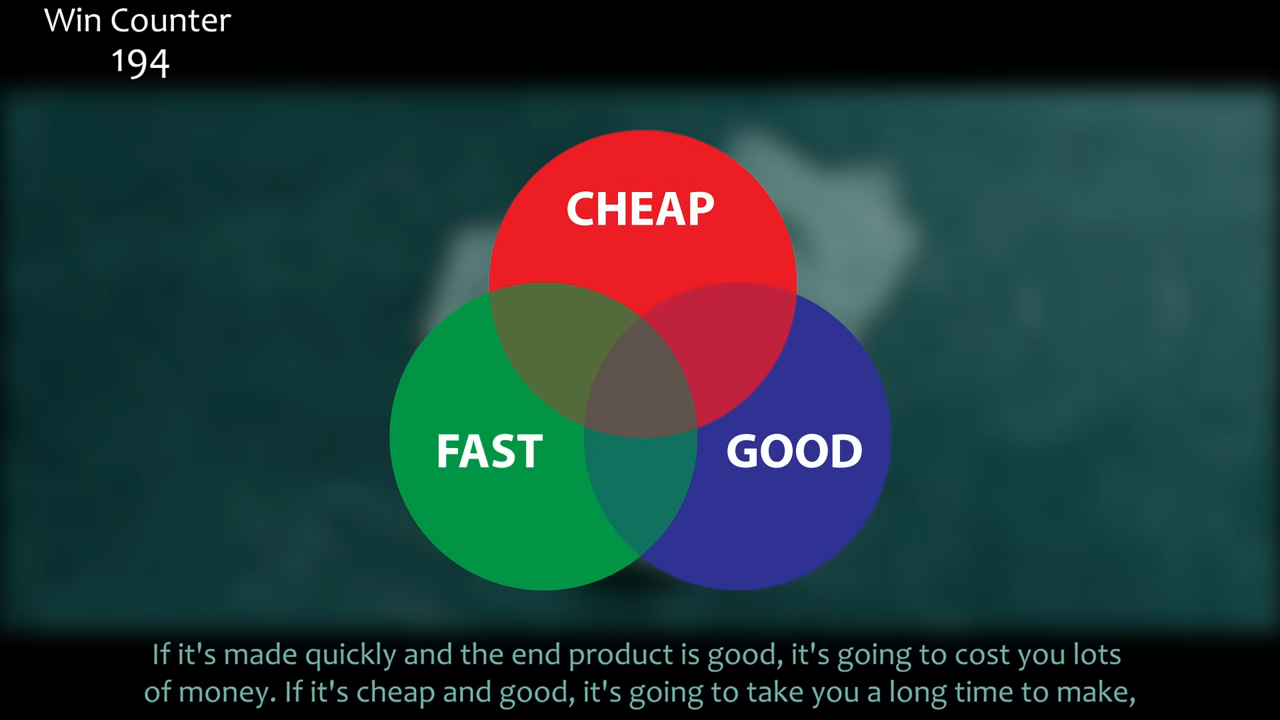 Win Counter
194
CHEAP
FAST
GOOD
If it's made quickly and the end product is good, it's going to cost you lots
of money. If it's cheap and good, it's going to take you a long time to make,